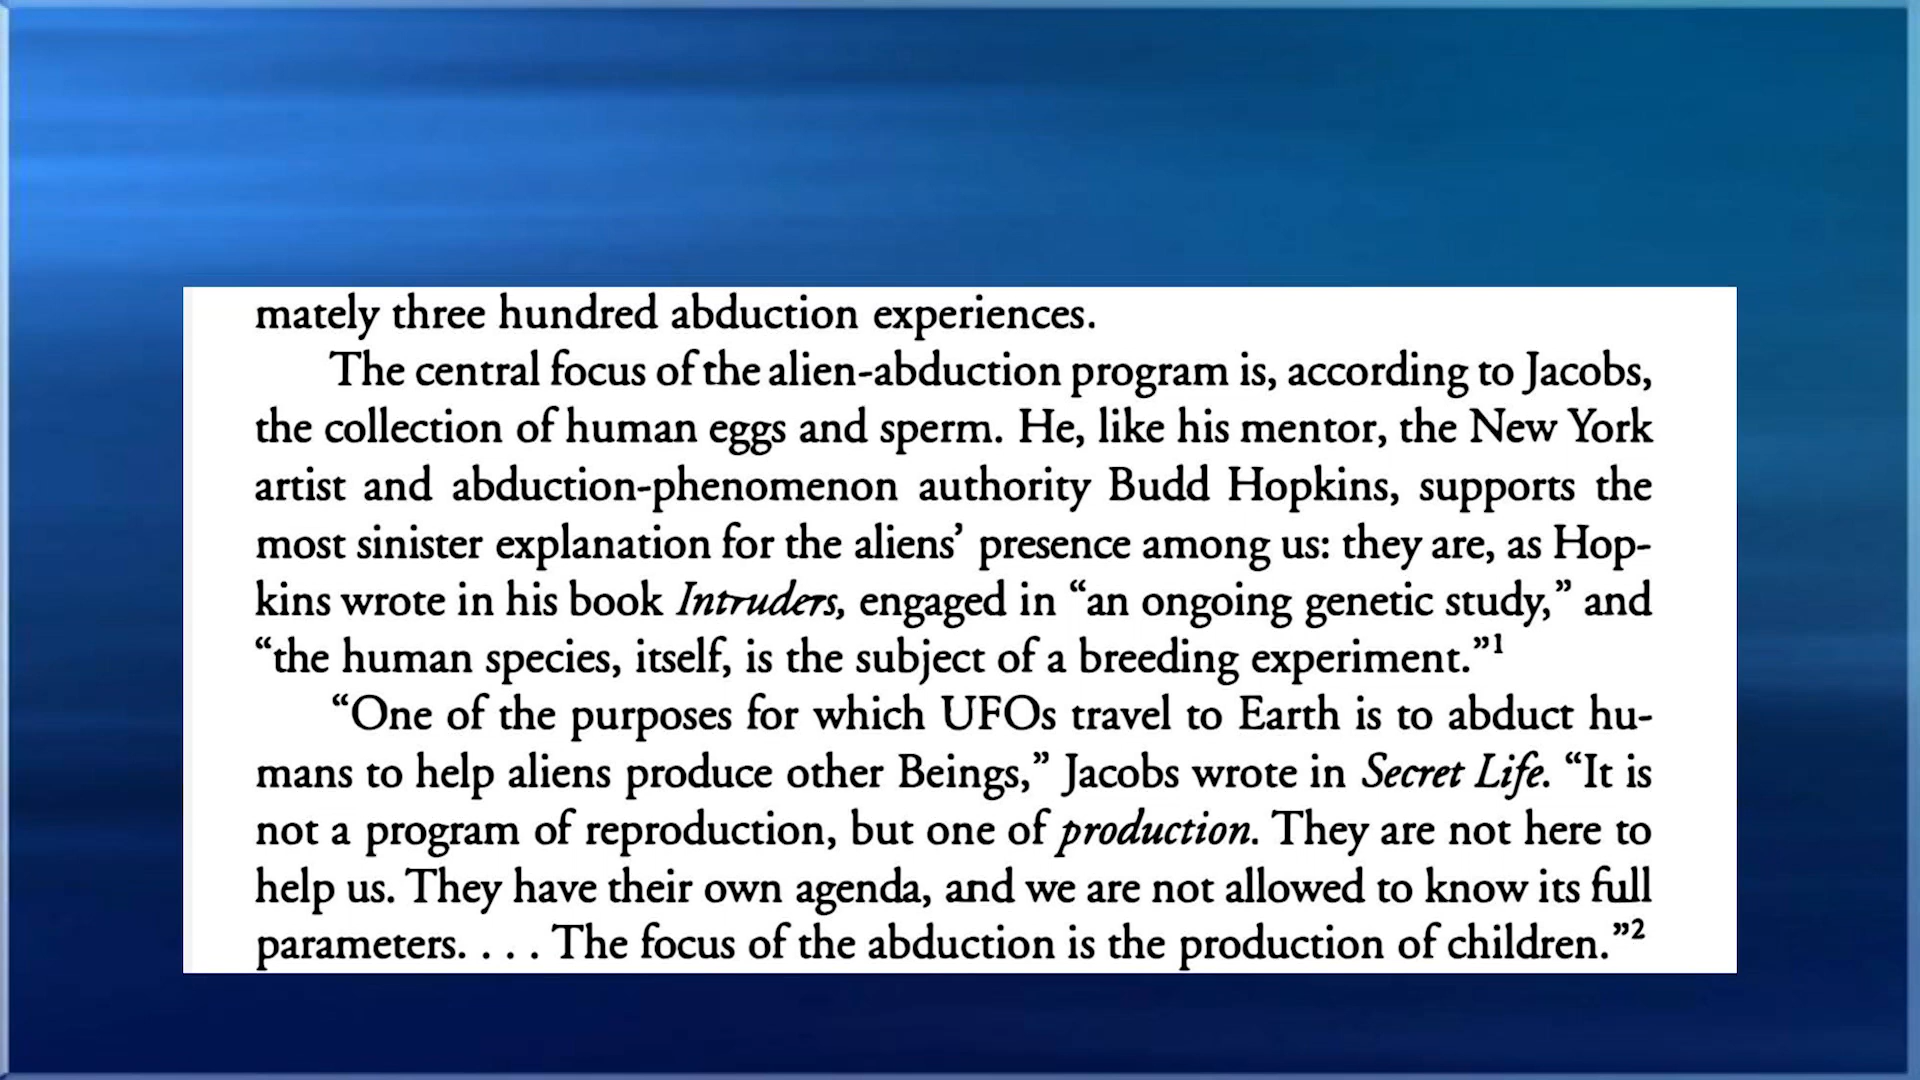 mately three hundred abduction experiences.
The central focus of the alien-abduction program is, according to Jacobs,
the collection of human eggs and sperm. He, like his mentor, the New York
artist and abduction-phenomenon authority Budd Hopkins, supports the
most sinister explanation for the aliens’ presence among us: they are, as Hop-
kins wrote in his book Intruders, engaged in “an ongoing genetic study,” and
“the human species, itself, is the subject of a breeding experiment.”¹
“One of the purposes for which UFOs travel to Earth is to abduct hu-
mans to help aliens produce other Beings,” Jacobs wrote in Secret Life. “It is
not a program of reproduction, but one of production. They are not here to
help us. They have their own agenda, and we are not allowed to know its full
parameters. . . . The focus of the abduction is the production of children.”²